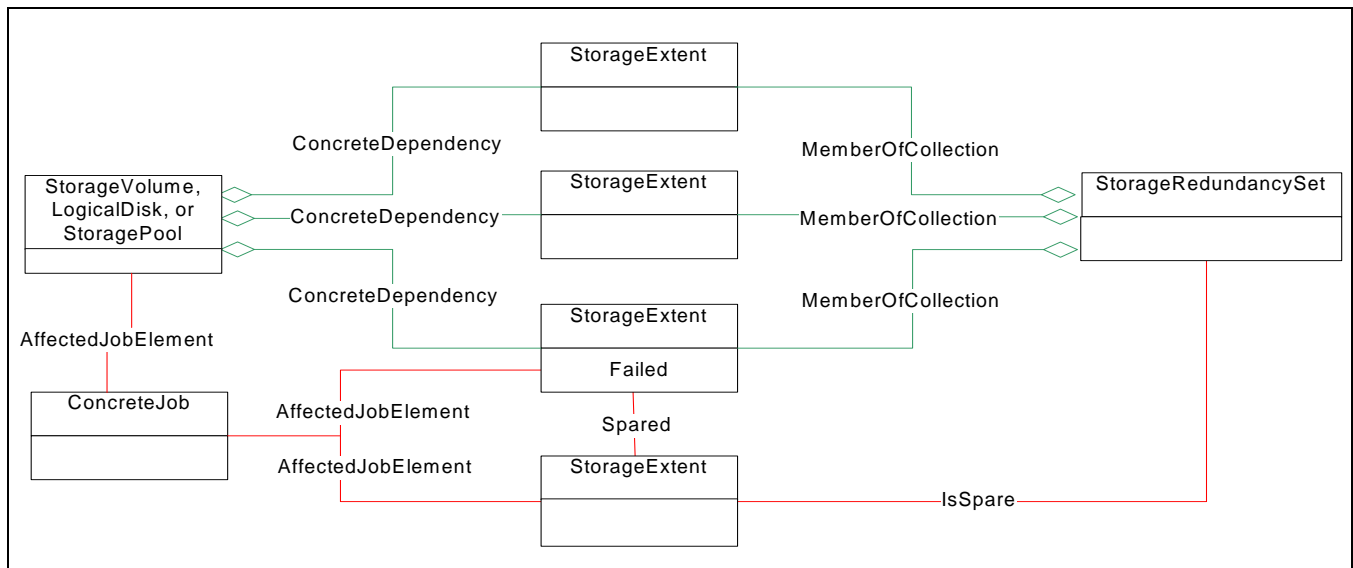 StorageExtent
ConcreteDependency
MemberOfCollection
StorageVolume,
LogicalDisk, or
StoragePool
StorageExtent
StorageRedundancySet
ConcreteDependency
MemberOfCollection
ConcreteDependency
MemberOfCollection
StorageExtent
AffectedJobElement
Failed
ConcreteJob
AffectedJobElement
Spared
AffectedJobElement
StorageExtent
IsSpare